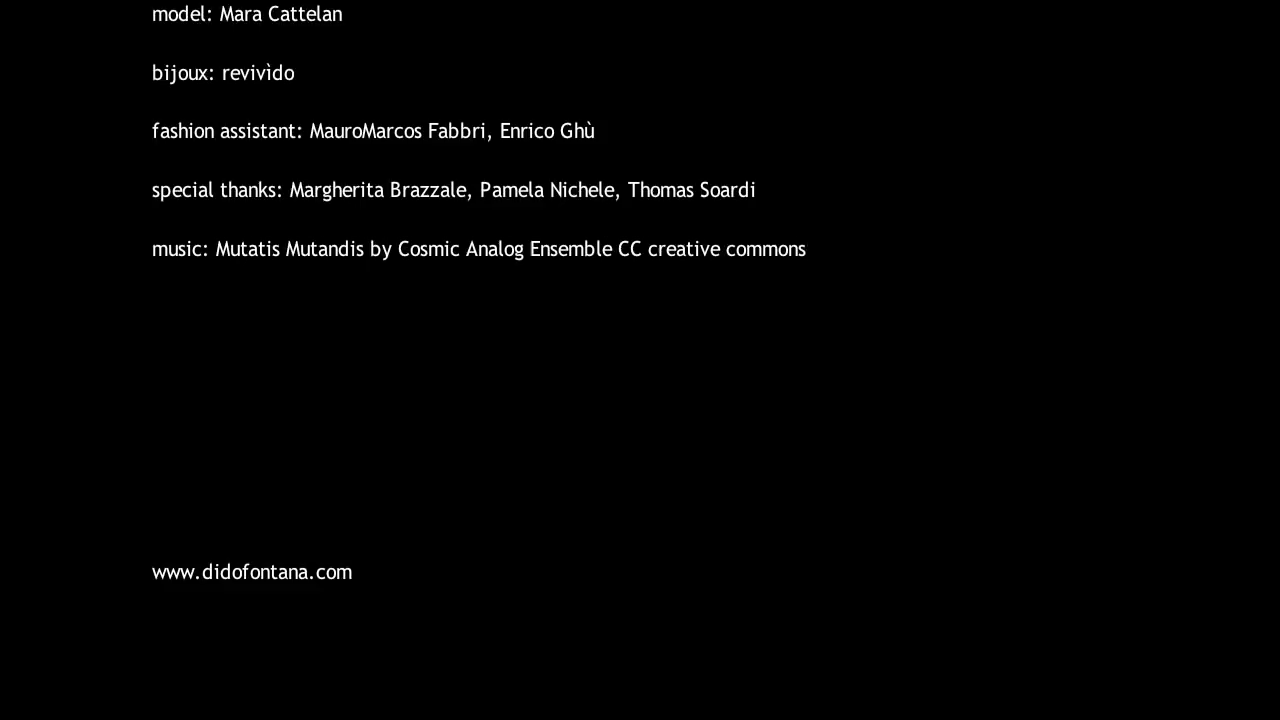 model: Mara Cattelan
bijoux: revivìdo
fashion assistant: MauroMarcos Fabbri, Enrico Ghù
special thanks: Margherita Brazzale, Pamela Nichele, Thomas Soardi
music: Mutatis Mutandis by Cosmic Analog Ensemble CC creative commons
www.didofontana.com